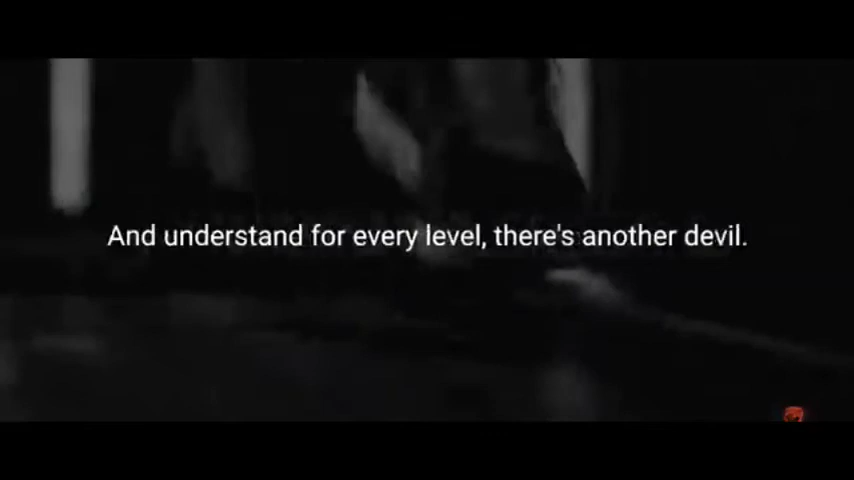 And understand for every level, there's another devil.